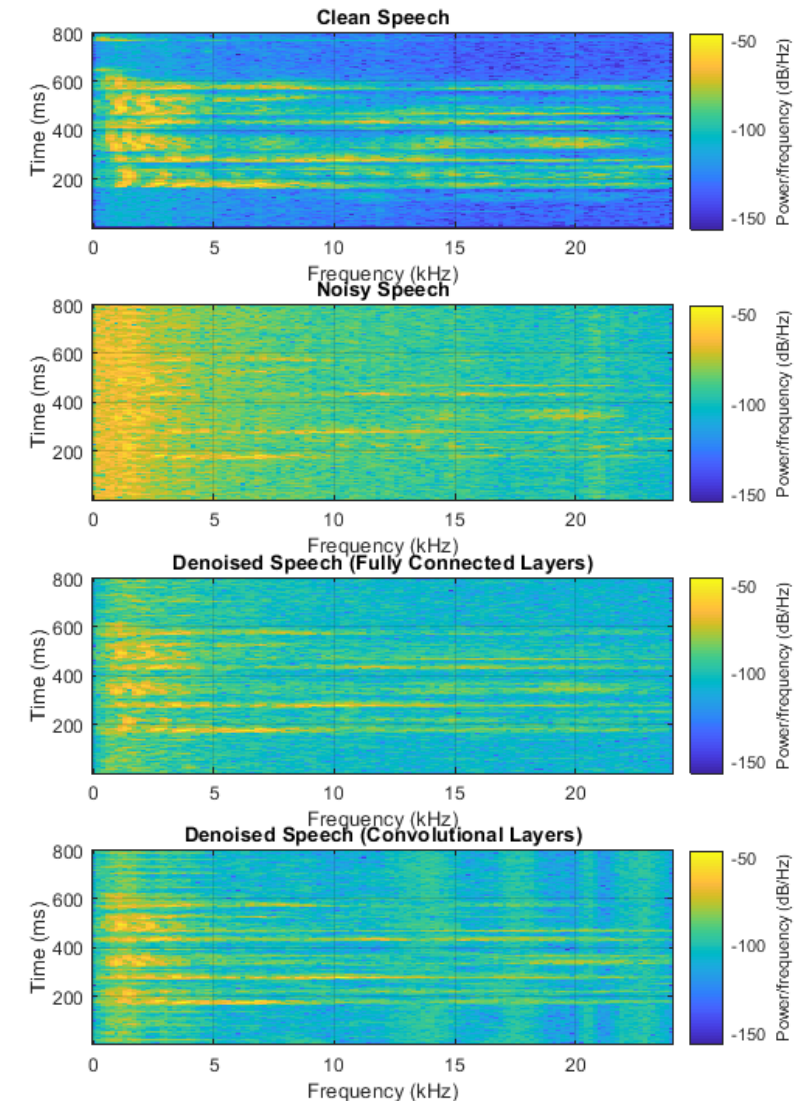 Clean Speech
800
600
400
200
Time (ms)
0 5 10 15 20
Frequency (kHz)
-50
-100
-150
Power/frequency (dB/Hz)
Noisy Speech
800
600
400
200
Time (ms)
0 5 10 15 20
Frequency (kHz)
-50
-100
-150
Power/frequency (dB/Hz)
Denoised Speech (Fully Connected Layers)
800
600
400
200
Time (ms)
0 5 10 15 20
Frequency (kHz)
-50
-100
-150
Power/frequency (dB/Hz)
Denoised Speech (Convolutional Layers)
800
600
400
200
Time (ms)
0 5 10 15 20
Frequency (kHz)
-50
-100
-150
Power/frequency (dB/Hz)